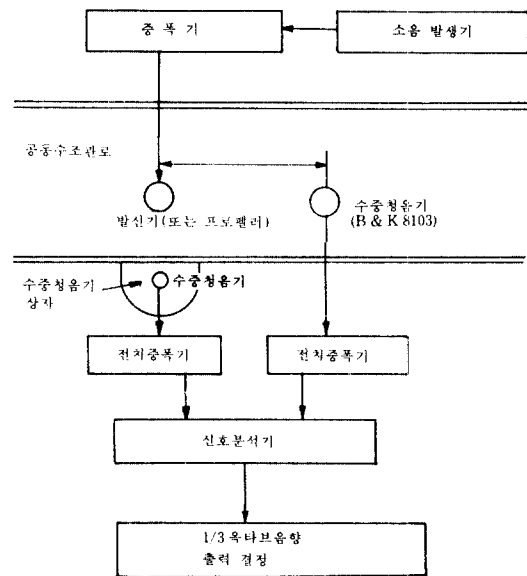 증 폭 기
소음 발생기
공동수조관로
발신기(또는 프로펠러)
수중청음기
(B & K 8103)
수중청음기
상자
수중청음기
전치증폭기
전치증폭기
신호분석기
1/3 옥타브음향
출력 결정